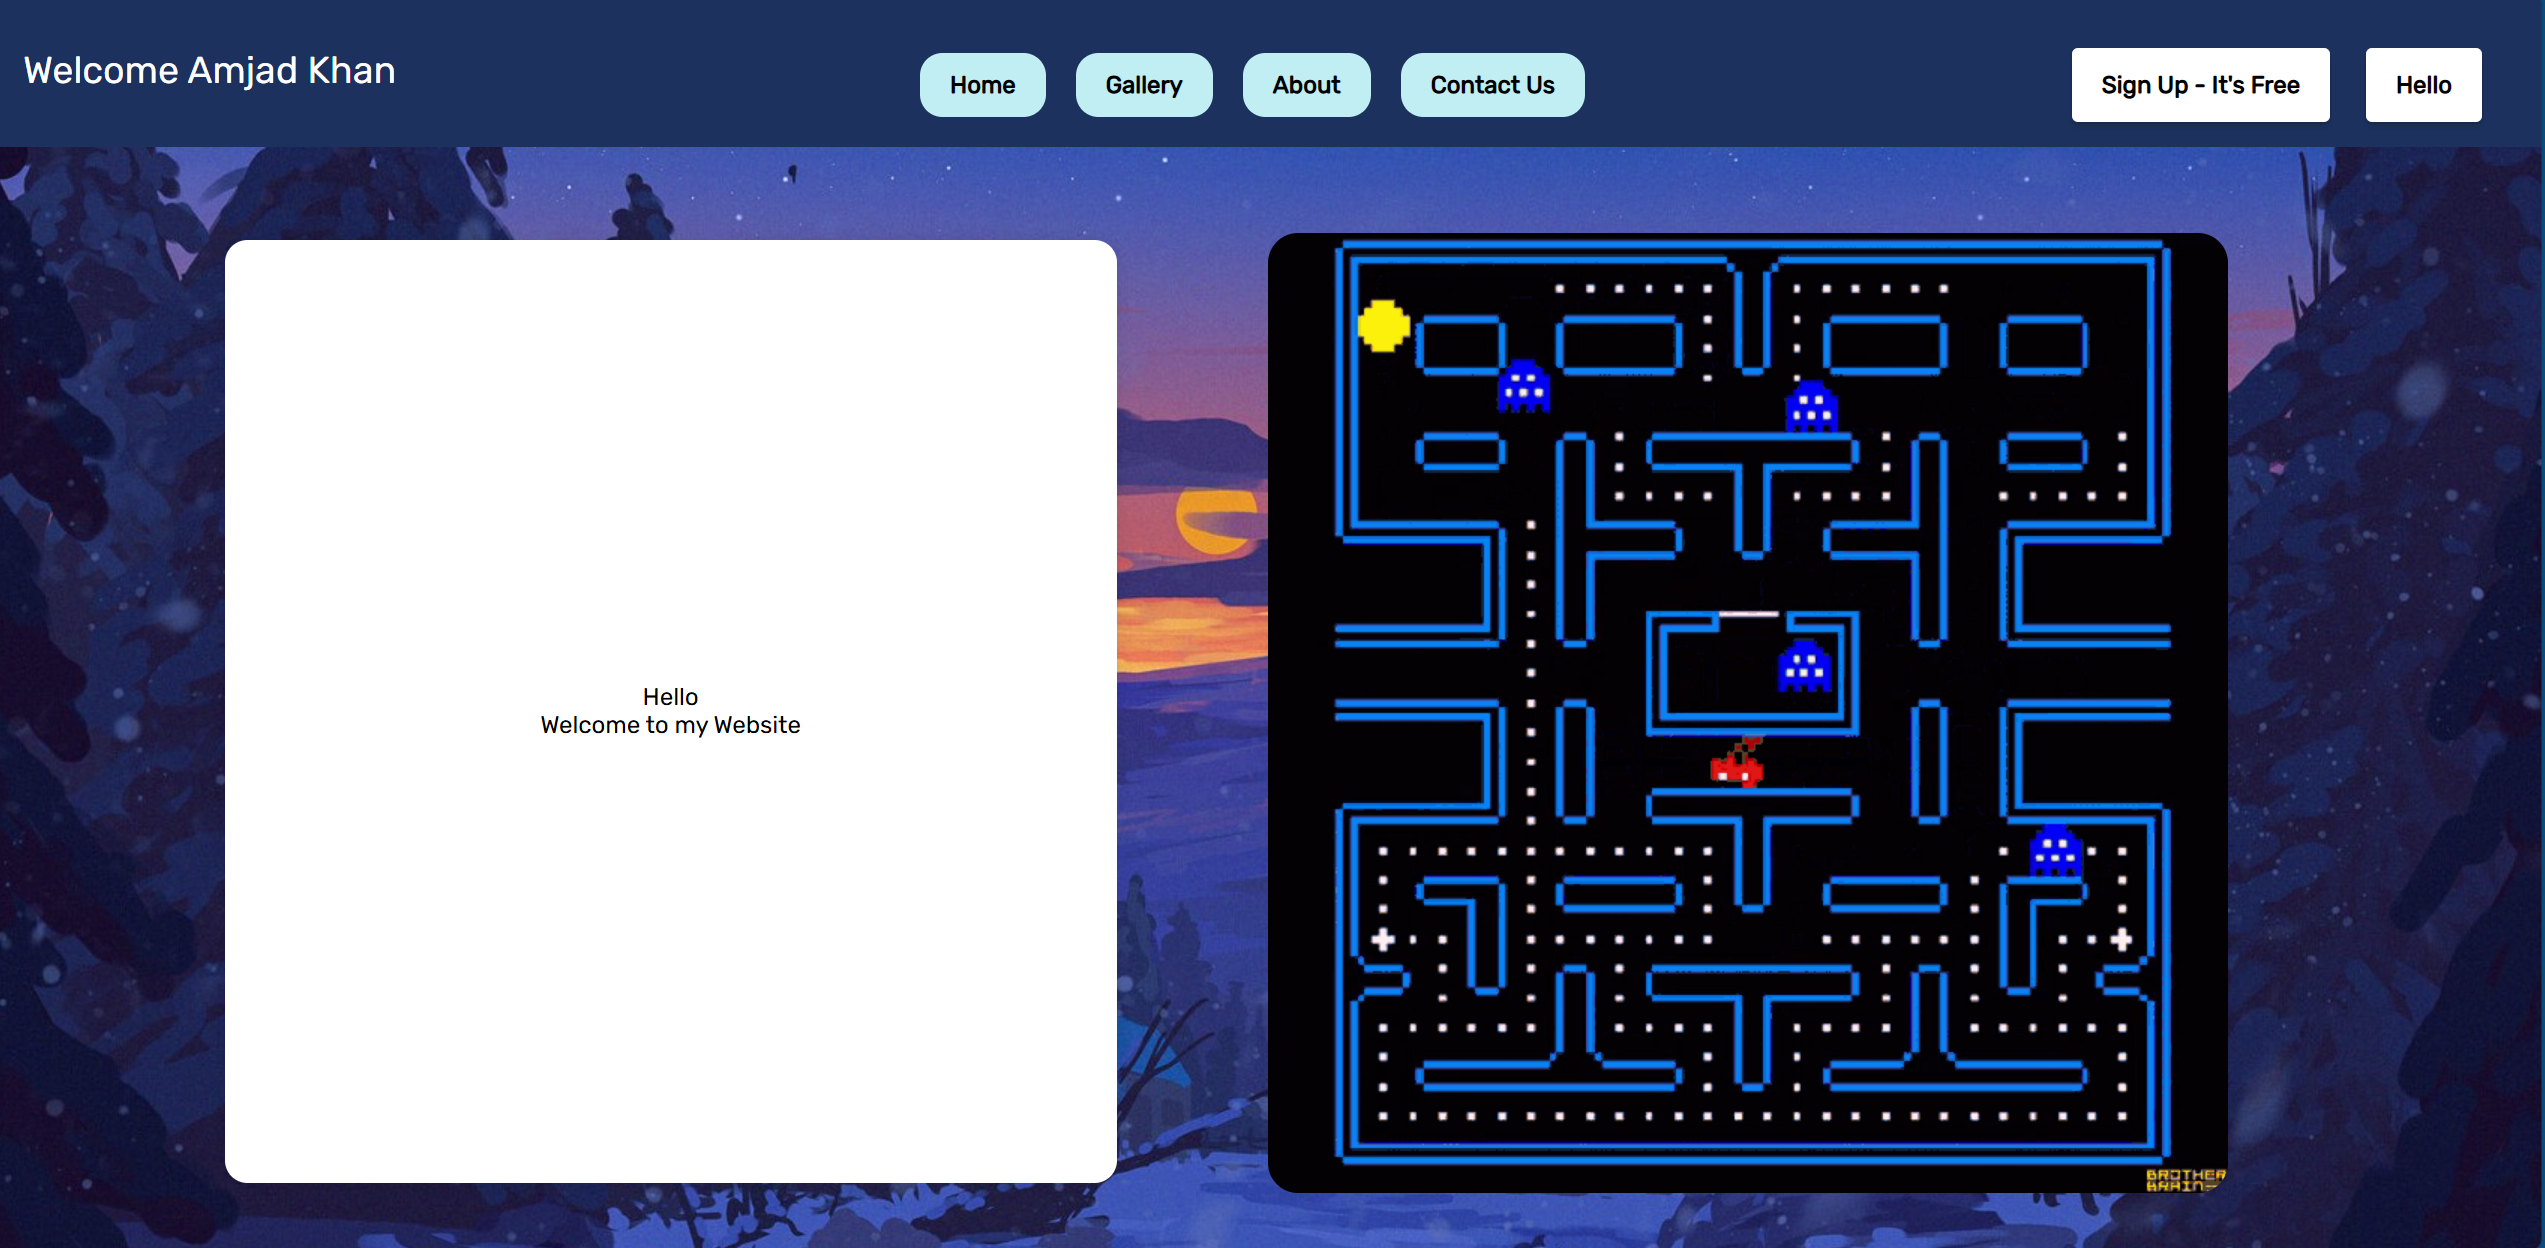 Welcome Amjad Khan
Home
Gallery
About
Contact Us
Sign Up - It's Free
Hello
Hello
Welcome to my Website
BROTHER
BRAIN